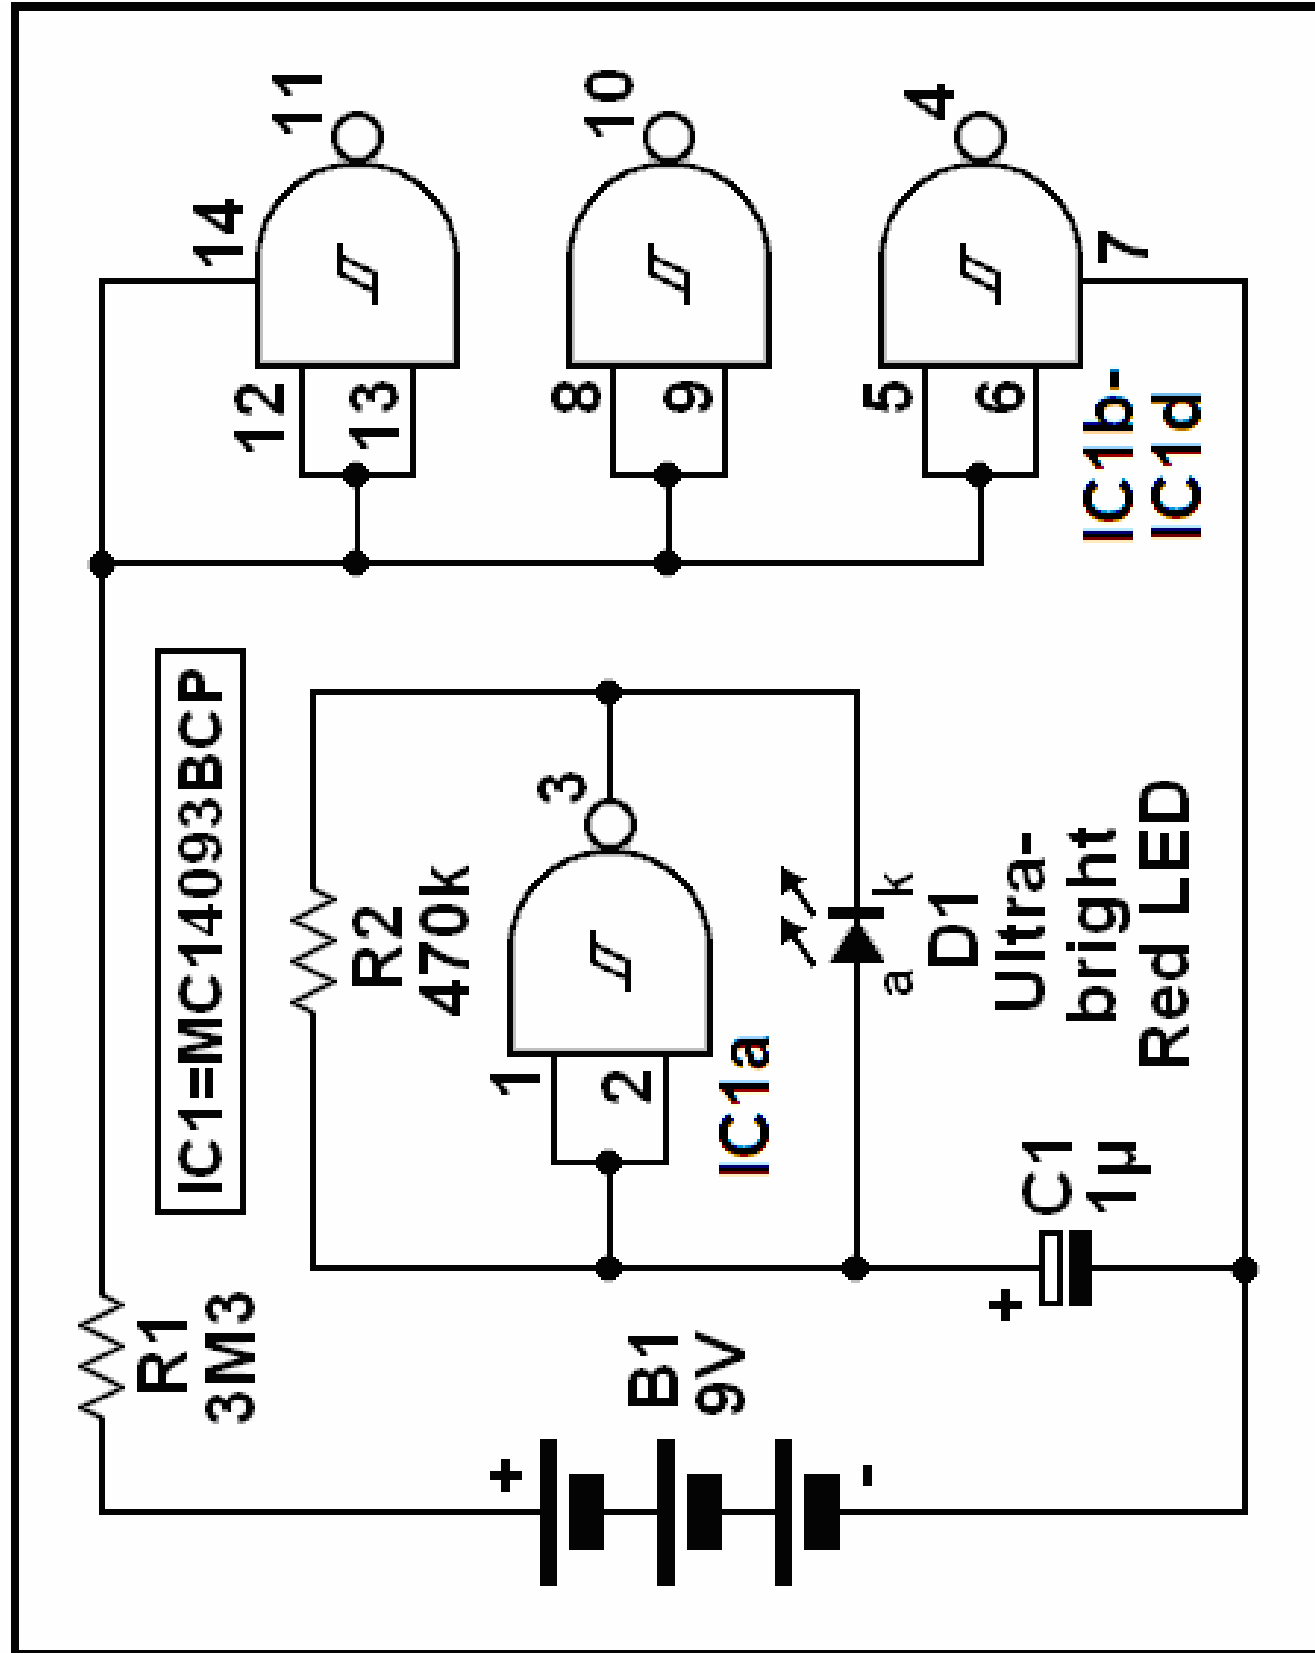 IC1=MC14093BCP
R1
3M3
R2
470k
1
2
3
IC1a
a
k
D1
Ultra-
bright
Red LED
+
C1
1µ
+
B1
9V
-
14
12
13
11
8
9
10
5
6
4
7
IC1b-
IC1d